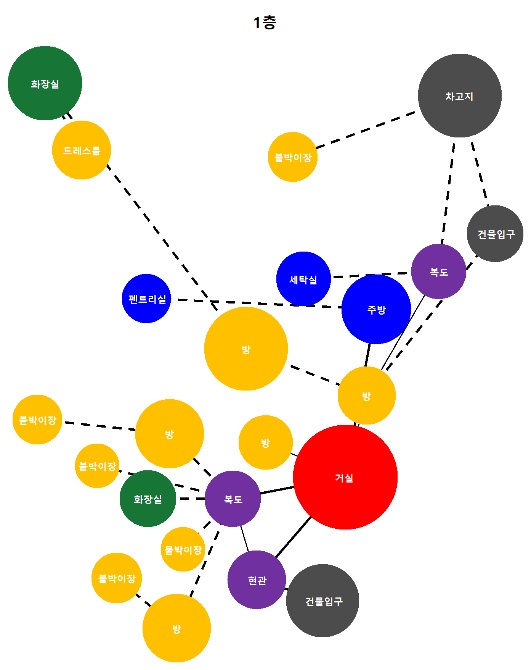 1층
화장실
차고지
드레스룸
붙박이장
건물입구
복도
세탁실
펜트리실
주방
방
방
붙박이장
방
방
붙박이장
거실
화장실
복도
붙박이장
붙박이장
현관
건물입구
방